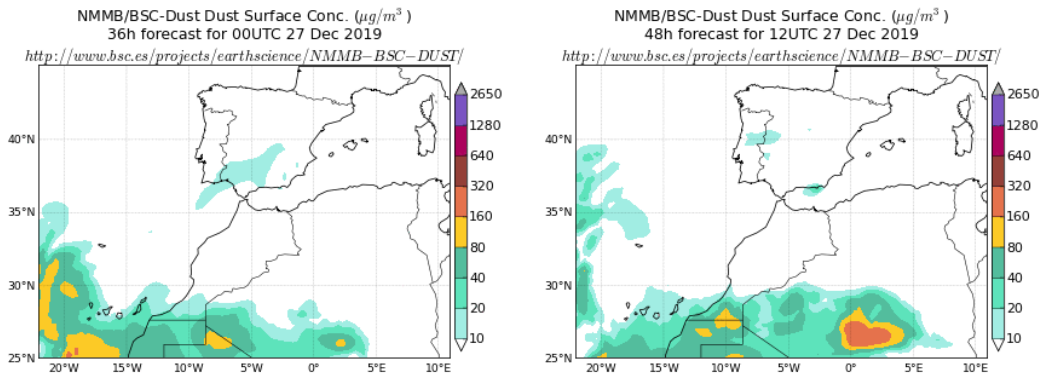 NMMB/BSC-Dust Dust Surface Conc. (μg/m³ )
36h forecast for 00UTC 27 Dec 2019
http://www.bsc.es/projects/earthscience/NMMB−BSC−DUST/
40°N
35°N
30°N
25°N
20°W 15°W 10°W 5°W 0°E 5°E 10°E
2650
1280
640
320
160
80
40
20
10
NMMB/BSC-Dust Dust Surface Conc. (μg/m³ )
48h forecast for 12UTC 27 Dec 2019
http://www.bsc.es/projects/earthscience/NMMB−BSC−DUST/
40°N
35°N
30°N
25°N
20°W 15°W 10°W 5°W 0°E 5°E 10°E
2650
1280
640
320
160
80
40
20
10